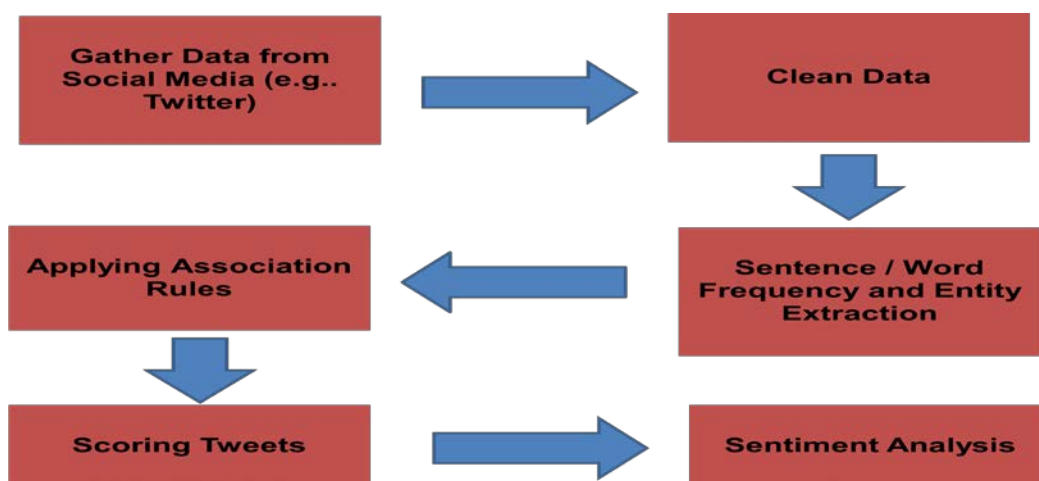 Gather Data from
Social Media (e.g..
Twitter)
Clean Data
Sentence / Word
Frequency and Entity
Extraction
Applying Association
Rules
Scoring Tweets
Sentiment Analysis